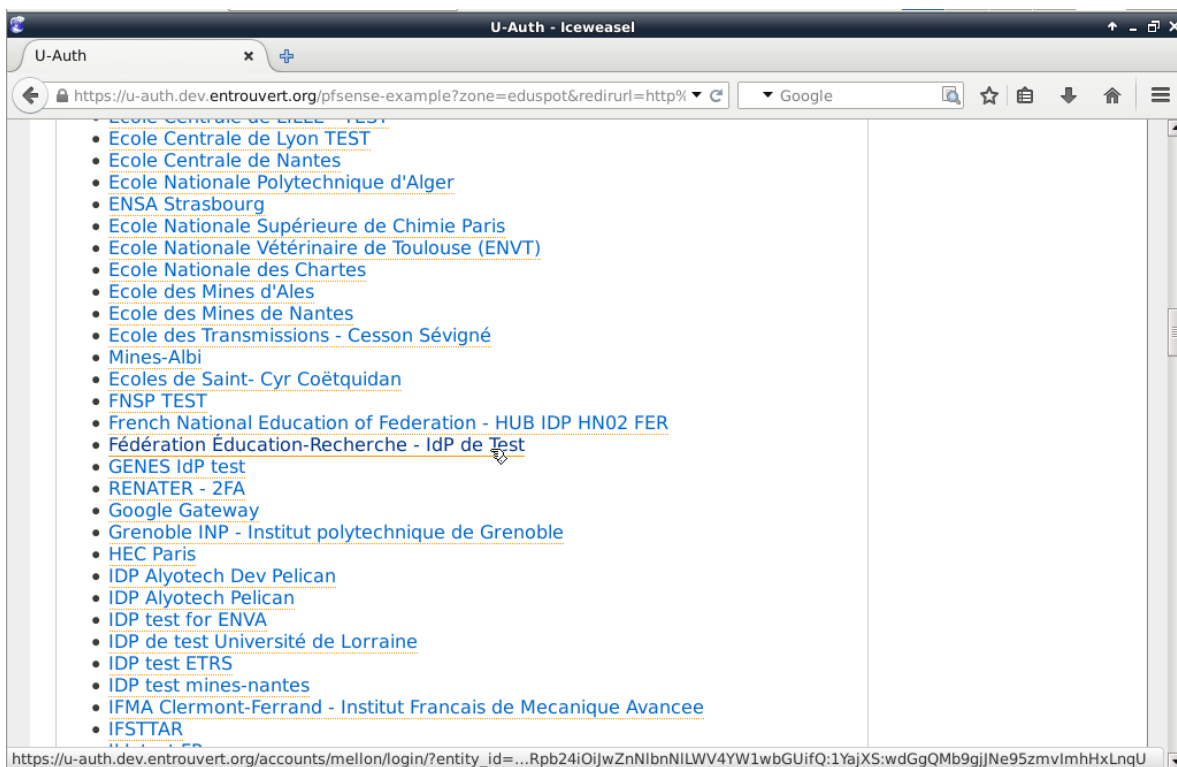 U-Auth - Iceweasel
U-Auth
https://u-auth.dev.entrouvert.org/pfsense-example?zone=eduspot&redirurl=http%
Google
Ecole Centrale de LILLE - TEST
Ecole Centrale de Lyon TEST
Ecole Centrale de Nantes
Ecole Nationale Polytechnique d'Alger
ENSA Strasbourg
Ecole Nationale Supérieure de Chimie Paris
Ecole Nationale Vétérinaire de Toulouse (ENVT)
Ecole Nationale des Chartes
Ecole des Mines d'Ales
Ecole des Mines de Nantes
Ecole des Transmissions - Cesson Sévigné
Mines-Albi
Ecoles de Saint- Cyr Coëtquidan
FNSP TEST
French National Education of Federation - HUB IDP HN02 FER
Fédération Éducation-Recherche - IdP de Test
GENES IdP test
RENATER - 2FA
Google Gateway
Grenoble INP - Institut polytechnique de Grenoble
HEC Paris
IDP Alyotech Dev Pelican
IDP Alyotech Pelican
IDP test for ENVA
IDP de test Université de Lorraine
IDP test ETRS
IDP test mines-nantes
IFMA Clermont-Ferrand - Institut Francais de Mecanique Avancee
IFSTTAR
https://u-auth.dev.entrouvert.org/accounts/mellon/login/?entity_id=...Rpb24iOiJwZnNlbnNlLWV4YW1wbGUifQ:1YajXS:wdGgQMb9gjJNe95zmvImhHxLnqU